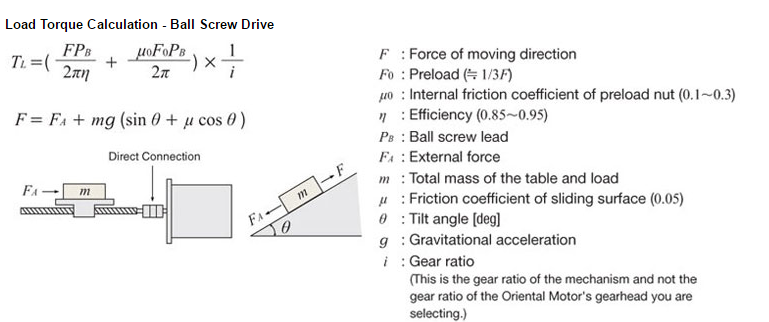 Load Torque Calculation - Ball Screw Drive
TL = ( FPB / 2πη + μ0F0PB / 2π ) × 1 / i
F = FA + mg (sin θ + μ cos θ )
Direct Connection
FA m
F
m
FA
θ
F : Force of moving direction
F0 : Preload (≒ 1/3F)
μ0 : Internal friction coefficient of preload nut (0.1∼0.3)
η : Efficiency (0.85∼0.95)
PB : Ball screw lead
FA : External force
m : Total mass of the table and load
μ : Friction coefficient of sliding surface (0.05)
θ : Tilt angle [deg]
g : Gravitational acceleration
i : Gear ratio
(This is the gear ratio of the mechanism and not the
gear ratio of the Oriental Motor's gearhead you are
selecting.)